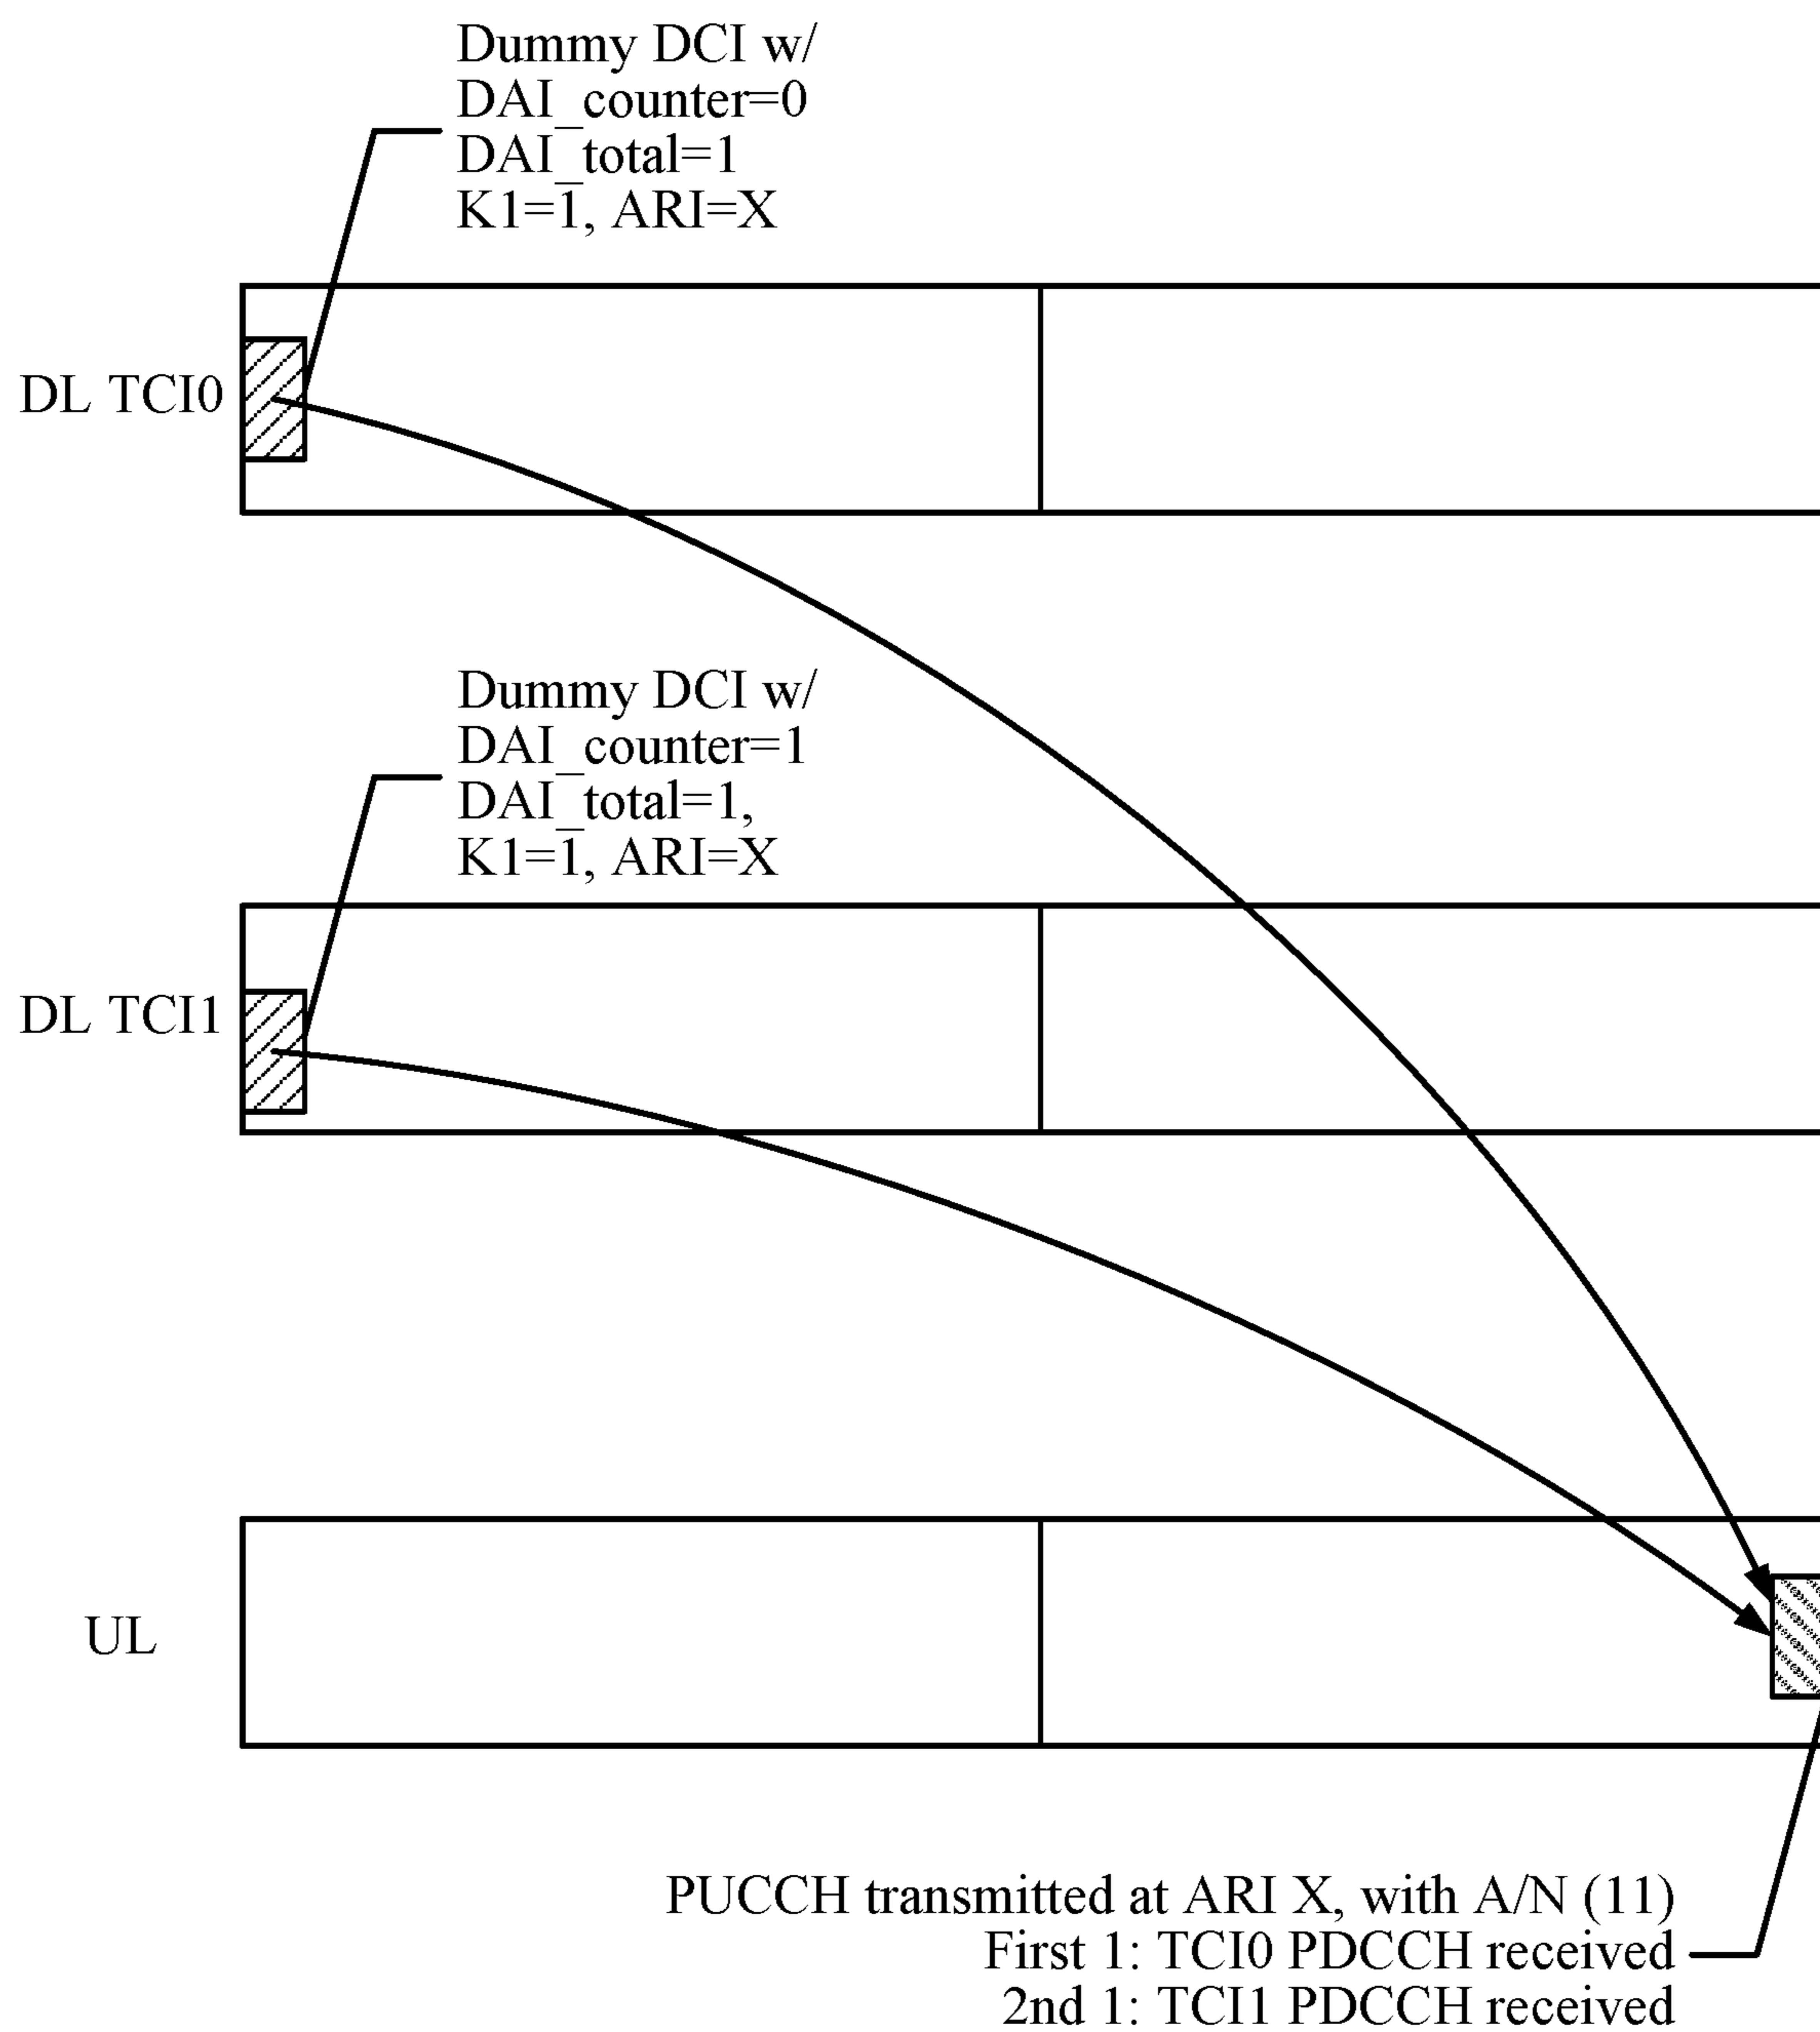 Dummy DCI w/
DAI_counter=0
DAI_total=1
K1=1, ARI=X
DL TCI0
Dummy DCI w/
DAI_counter=1
DAI_total=1,
K1=1, ARI=X
DL TCI1
UL
PUCCH transmitted at ARI X, with A/N (11)
First 1: TCI0 PDCCH received
2nd 1: TCI1 PDCCH received